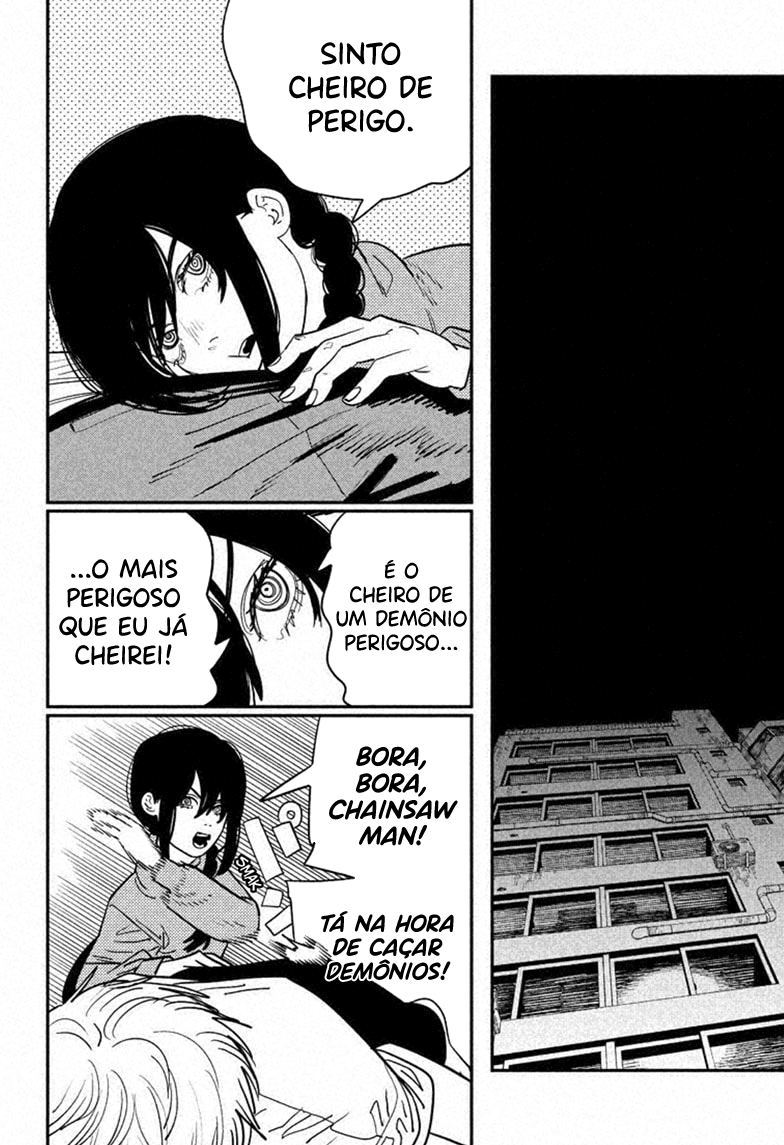 SINTO
CHEIRO DE
PERIGO.
É O
CHEIRO DE
UM DEMÔNIO
PERIGOSO...
...O MAIS
PERIGOSO
QUE EU JÁ
CHEIREI!
BORA,
BORA,
CHAINSAW
MAN!
SMAK
TÁ NA HORA
DE CAÇAR
DEMÔNIOS!